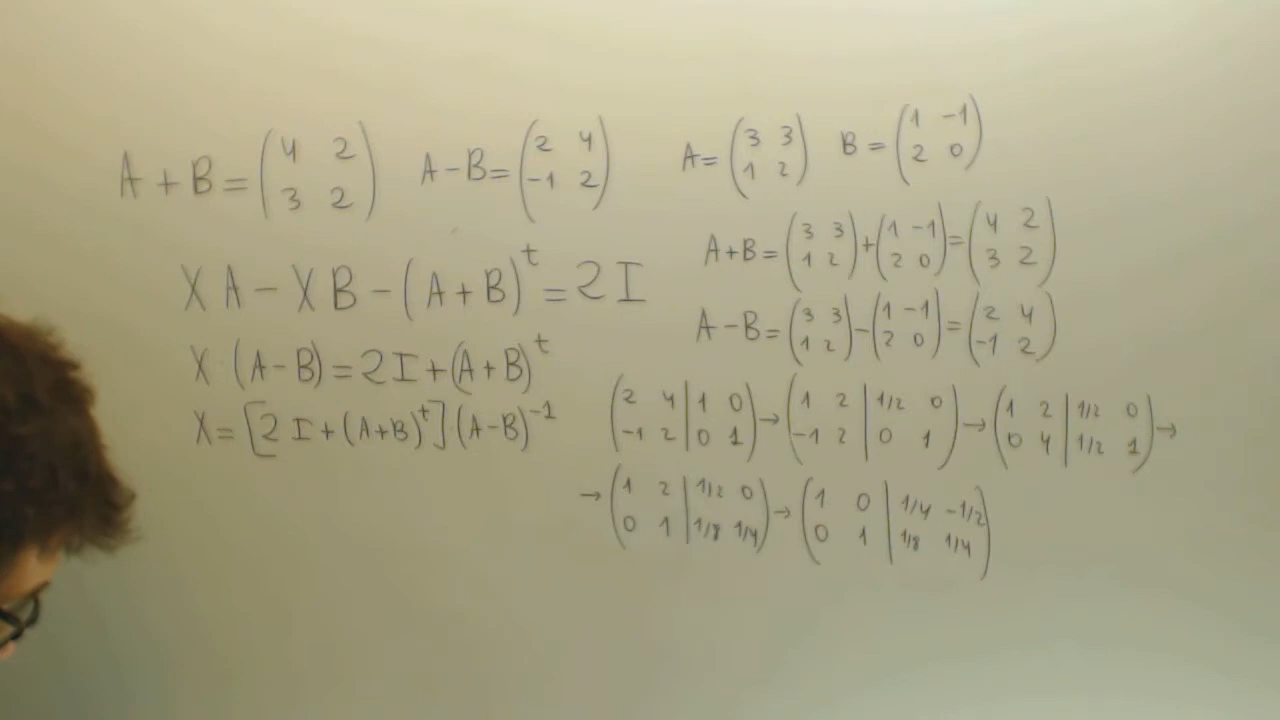 A + B = (4 2 / 3 2)
A - B = (2 4 / -1 2)
A = (3 3 / 1 2)
B = (1 -1 / 2 0)
A + B = (3 3 / 1 2) + (1 -1 / 2 0) = (4 2 / 3 2)
XA - XB - (A + B)^t = 2I
A - B = (3 3 / 1 2) - (1 -1 / 2 0) = (2 4 / -1 2)
X · (A - B) = 2I + (A + B)^t
X = [2I + (A + B)^t] · (A - B)^-1
(2 4 | 1 0 / -1 2 | 0 1) → (1 2 | 1/2 0 / -1 2 | 0 1) → (1 2 | 1/2 0 / 0 4 | 1/2 1) →
→ (1 2 | 1/2 0 / 0 1 | 1/8 1/4) → (1 0 | 1/4 -1/2 / 0 1 | 1/8 1/4)